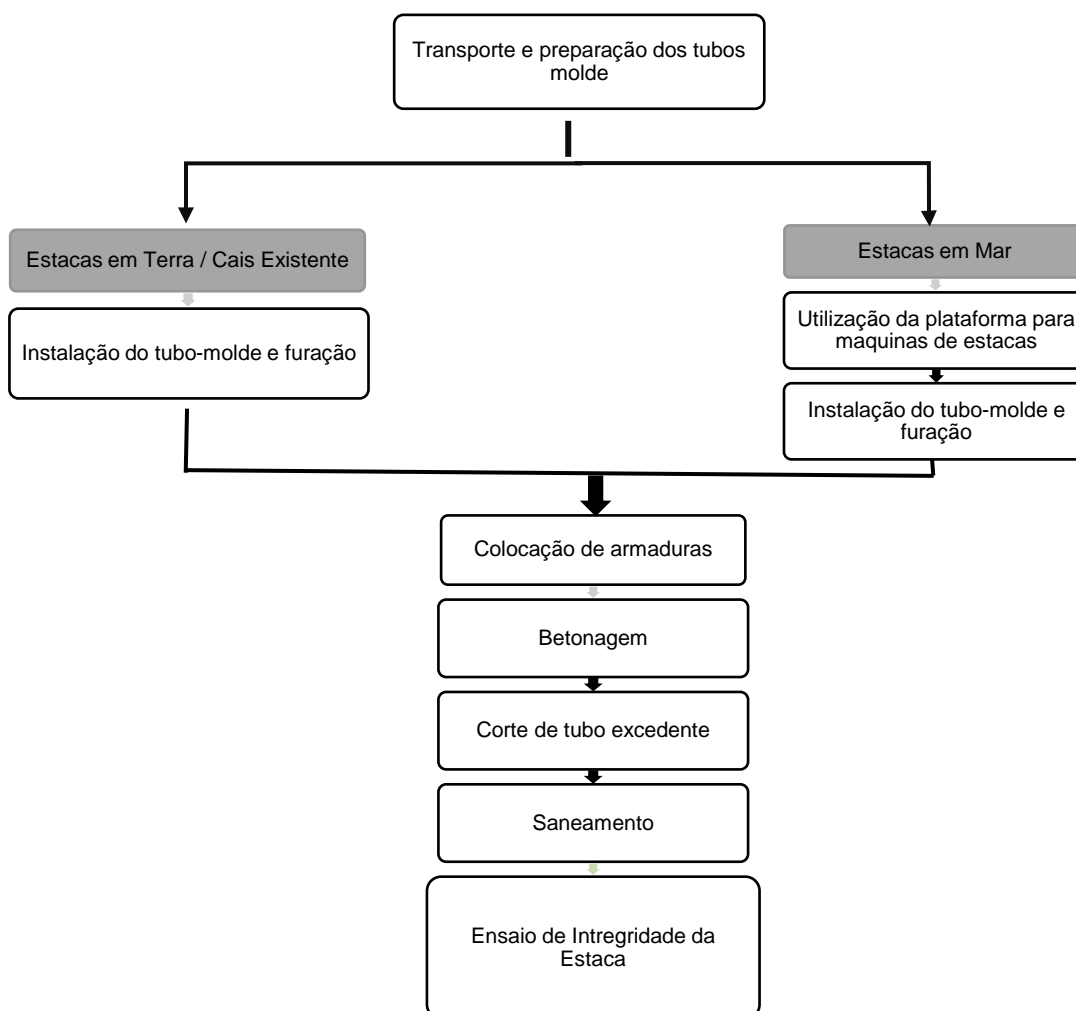 Transporte e preparação dos tubos
molde
Estacas em Terra / Cais Existente
Instalação do tubo-molde e furação
Estacas em Mar
Utilização da plataforma para
maquinas de estacas
Instalação do tubo-molde e
furação
Colocação de armaduras
Betonagem
Corte de tubo excedente
Saneamento
Ensaio de Intregridade da
Estaca